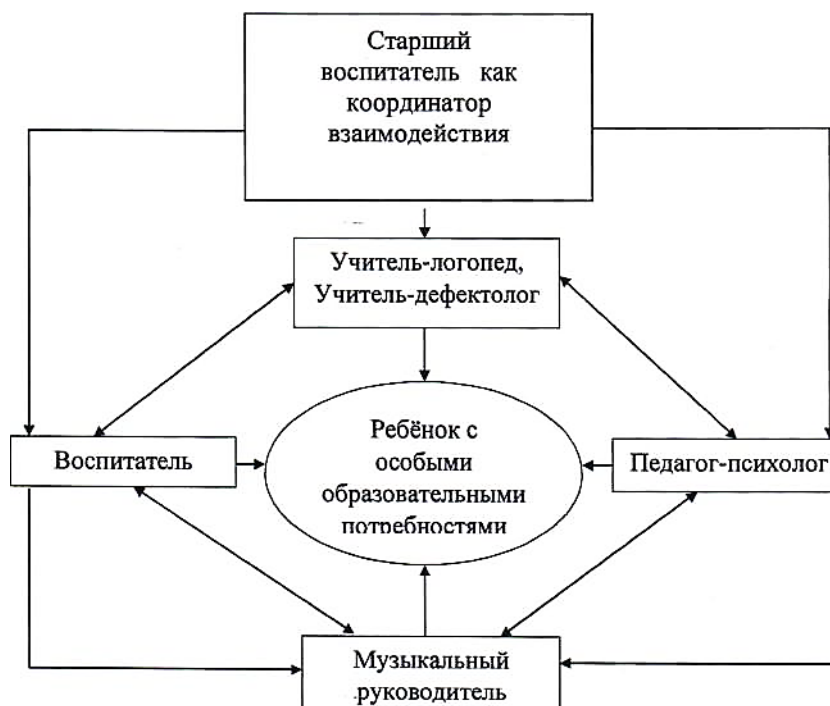 Старший
воспитатель как
координатор
взаимодействия
Учитель-логопед,
Учитель-дефектолог
Воспитатель
Ребёнок с
особыми
образовательными
потребностями
Педагог-психолог
Музыкальный
руководитель